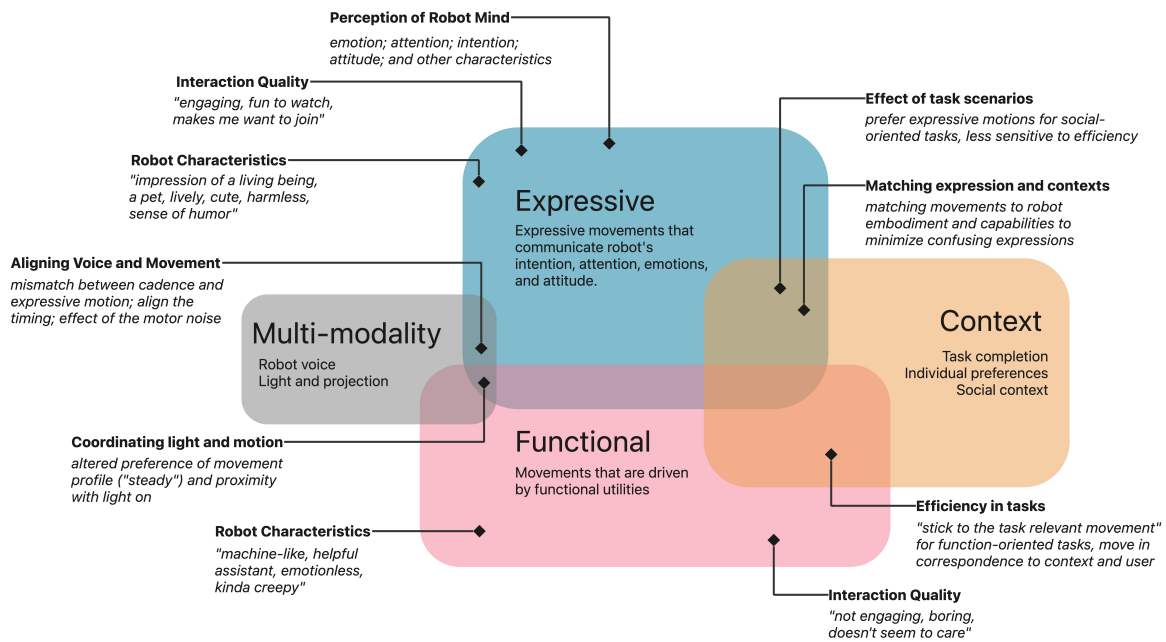 Perception of Robot Mind
emotion; attention; intention;
attitude; and other characteristics
Interaction Quality
"engaging, fun to watch,
makes me want to join"
Robot Characteristics
"impression of a living being,
a pet, lively, cute, harmless,
sense of humor"
Aligning Voice and Movement
mismatch between cadence and
expressive motion; align the
timing; effect of the motor noise
Effect of task scenarios
prefer expressive motions for social-
oriented tasks, less sensitive to efficiency
Matching expression and contexts
matching movements to robot
embodiment and capabilities to
minimize confusing expressions
Expressive
Expressive movements that
communicate robot's
intention, attention, emotions,
and attitude.
Multi-modality
Robot voice
Light and projection
Context
Task completion
Individual preferences
Social context
Functional
Movements that are driven
by functional utilities
Coordinating light and motion
altered preference of movement
profile ("steady") and proximity
with light on
Robot Characteristics
"machine-like, helpful
assistant, emotionless,
kinda creepy"
Efficiency in tasks
"stick to the task relevant movement"
for function-oriented tasks, move in
correspondence to context and user
Interaction Quality
"not engaging, boring,
doesn't seem to care"